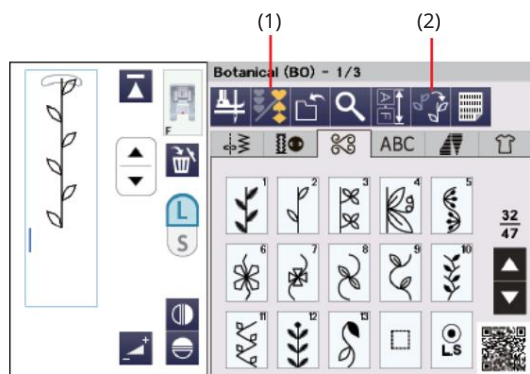 (1) (2)
Botanical (BO) - 1/3
F
ABC
L
S
1 2 3 4 5
32
47
6 7 8 9 10
11 12 13
L.S